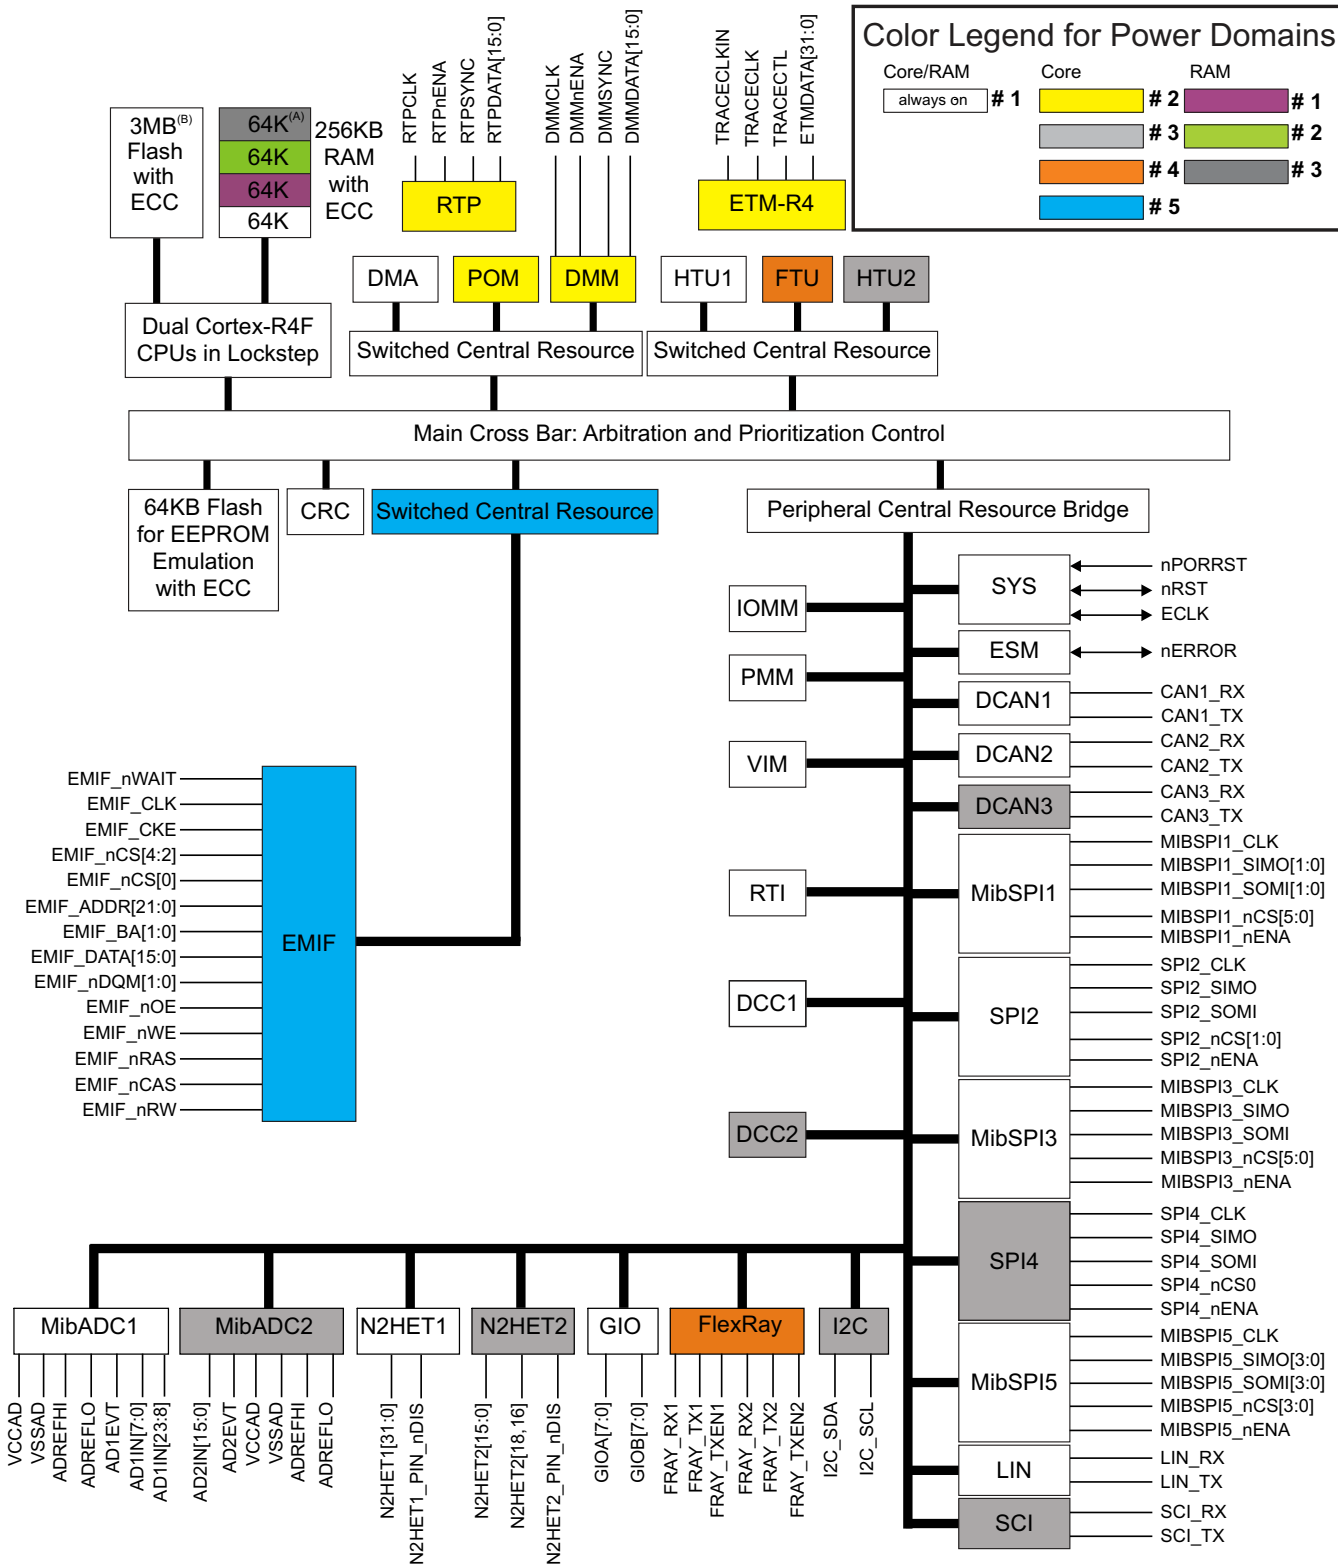 Color Legend for Power Domains
Core/RAM
Core
RAM
always on
# 1
# 2
# 1
# 3
# 2
# 4
# 3
# 5
3MB(B)
Flash
with
ECC
64K(A)
64K
64K
64K
256KB
RAM
with
ECC
RTPCLK
RTPnENA
RTPSYNC
RTPDATA[15:0]
RTP
DMMCLK
DMMnENA
DMMSYNC
DMMDATA[15:0]
TRACECLKIN
TRACECLK
TRACECTL
ETMDATA[31:0]
ETM-R4
DMA
POM
DMM
HTU1
FTU
HTU2
Dual Cortex-R4F
CPUs in Lockstep
Switched Central Resource
Switched Central Resource
Main Cross Bar: Arbitration and Prioritization Control
64KB Flash
for EEPROM
Emulation
with ECC
CRC
Switched Central Resource
Peripheral Central Resource Bridge
IOMM
PMM
VIM
RTI
DCC1
DCC2
SYS
nPORRST
nRST
ECLK
ESM
nERROR
DCAN1
CAN1_RX
CAN1_TX
DCAN2
CAN2_RX
CAN2_TX
DCAN3
CAN3_RX
CAN3_TX
MibSPI1
MIBSPI1_CLK
MIBSPI1_SIMO[1:0]
MIBSPI1_SOMI[1:0]
MIBSPI1_nCS[5:0]
MIBSPI1_nENA
SPI2
SPI2_CLK
SPI2_SIMO
SPI2_SOMI
SPI2_nCS[1:0]
SPI2_nENA
MibSPI3
MIBSPI3_CLK
MIBSPI3_SIMO
MIBSPI3_SOMI
MIBSPI3_nCS[5:0]
MIBSPI3_nENA
SPI4
SPI4_CLK
SPI4_SIMO
SPI4_SOMI
SPI4_nCS0
SPI4_nENA
MibSPI5
MIBSPI5_CLK
MIBSPI5_SIMO[3:0]
MIBSPI5_SOMI[3:0]
MIBSPI5_nCS[3:0]
MIBSPI5_nENA
LIN
LIN_RX
LIN_TX
SCI
SCI_RX
SCI_TX
EMIF_nWAIT
EMIF_CLK
EMIF_CKE
EMIF_nCS[4:2]
EMIF_nCS[0]
EMIF_ADDR[21:0]
EMIF_BA[1:0]
EMIF_DATA[15:0]
EMIF_nDQM[1:0]
EMIF_nOE
EMIF_nWE
EMIF_nRAS
EMIF_nCAS
EMIF_nRW
EMIF
MibADC1
MibADC2
N2HET1
N2HET2
GIO
FlexRay
I2C
VCCAD
VSSAD
ADREFHI
ADREFLO
AD1EVT
AD1IN[7:0]
AD1IN[23:8]
AD2IN[15:0]
AD2EVT
VCCAD
VSSAD
ADREFHI
ADREFLO
N2HET1[31:0]
N2HET1_PIN_nDIS
N2HET2[15:0]
N2HET2[18,16]
N2HET2_PIN_nDIS
GIOA[7:0]
GIOB[7:0]
FRAY_RX1
FRAY_TX1
FRAY_TXEN1
FRAY_RX2
FRAY_TX2
FRAY_TXEN2
I2C_SDA
I2C_SCL